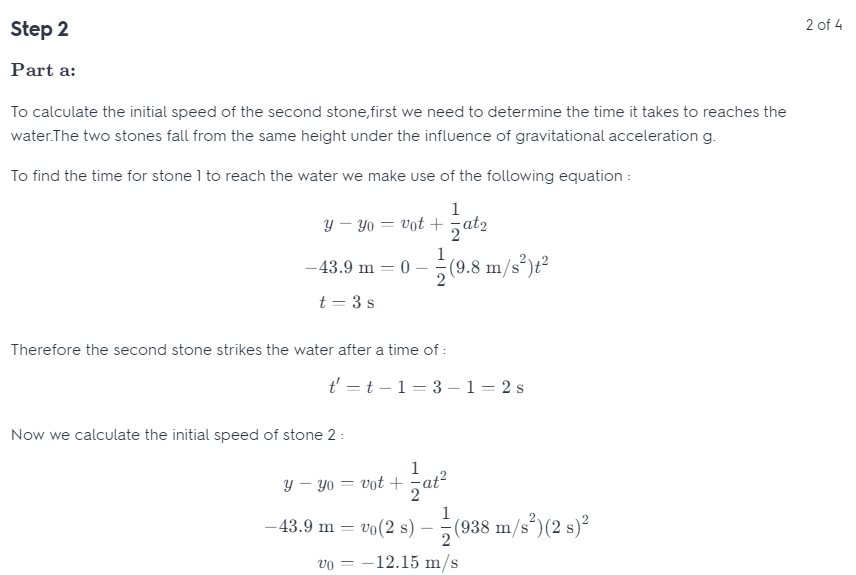 Step 2
2 of 4
Part a:
To calculate the initial speed of the second stone,first we need to determine the time it takes to reaches the
water.The two stones fall from the same height under the influence of gravitational acceleration g.
To find the time for stone 1 to reach the water we make use of the following equation :
y − y₀ = v₀t + 1/2 at₂
−43.9 m = 0 − 1/2 (9.8 m/s²)t²
t = 3 s
Therefore the second stone strikes the water after a time of :
t′ = t − 1 = 3 − 1 = 2 s
Now we calculate the initial speed of stone 2 :
y − y₀ = v₀t + 1/2 at²
−43.9 m = v₀(2 s) − 1/2 (938 m/s²)(2 s)²
v₀ = −12.15 m/s